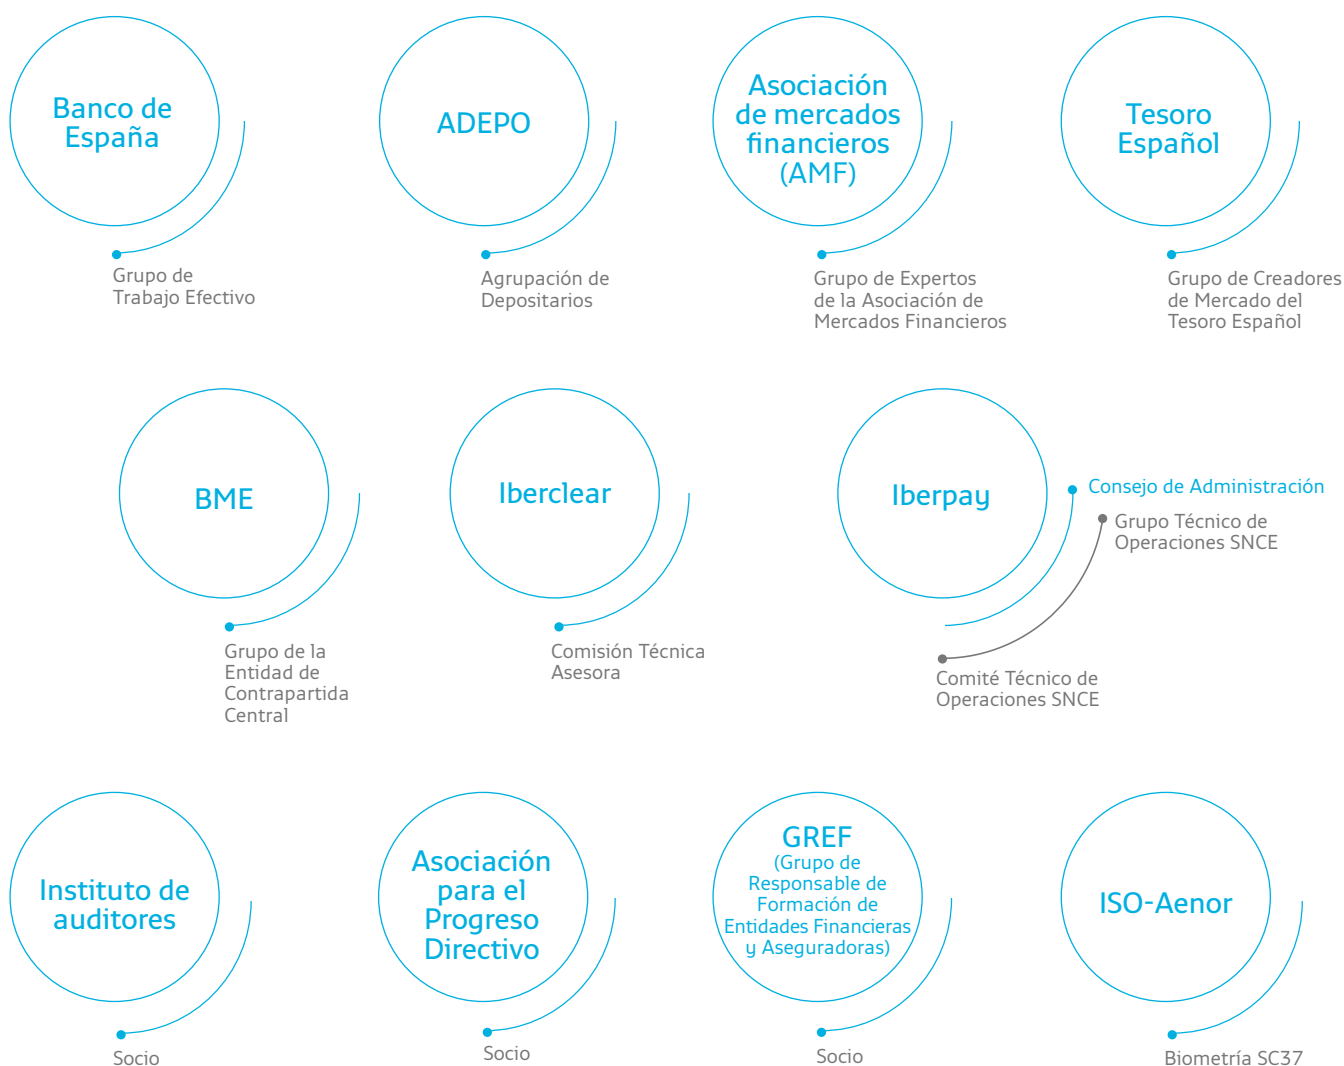 Banco de
España
Grupo de
Trabajo Efectivo
ADEPO
Agrupación de
Depositarios
Asociación
de mercados
financieros
(AMF)
Grupo de Expertos
de la Asociación de
Mercados Financieros
Tesoro
Español
Grupo de Creadores
de Mercado del
Tesoro Español
BME
Grupo de la
Entidad de
Contrapartida
Central
Iberclear
Comisión Técnica
Asesora
Iberpay
Consejo de Administración
Grupo Técnico de
Operaciones SNCE
Comité Técnico de
Operaciones SNCE
Instituto de
auditores
Socio
Asociación
para el
Progreso
Directivo
Socio
GREF
(Grupo de
Responsable de
Formación de
Entidades Financieras
y Aseguradoras)
Socio
ISO-Aenor
Biometría SC37